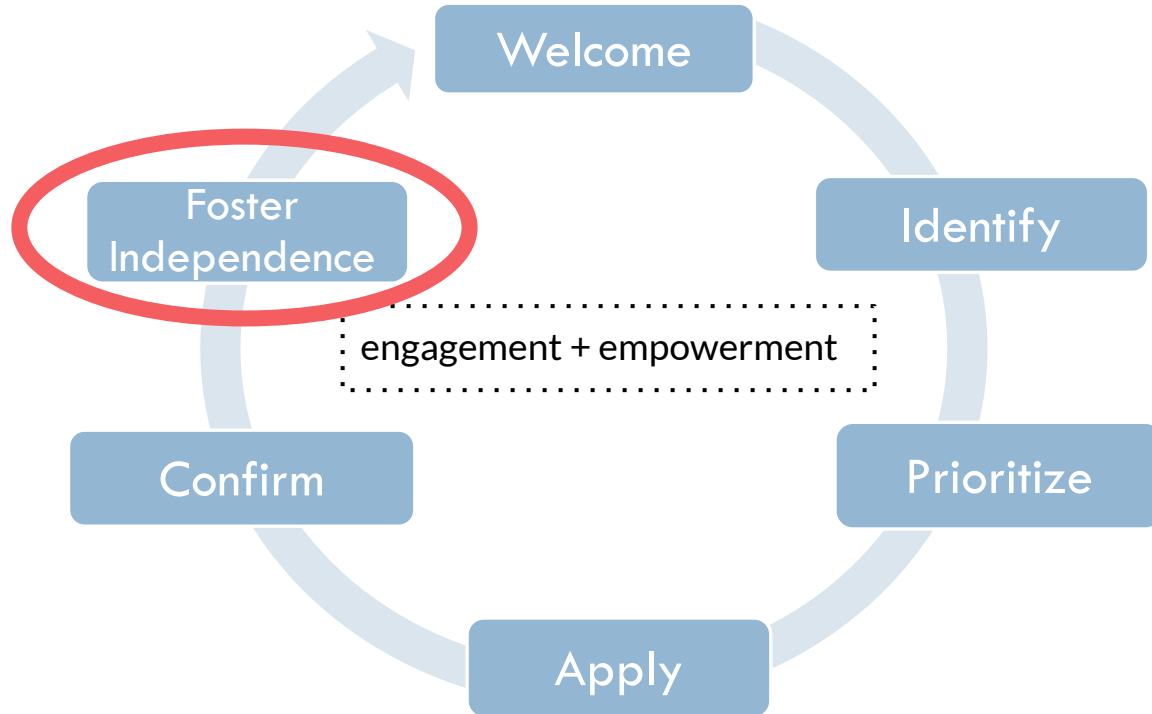 Welcome
Identify
Prioritize
Apply
Confirm
Foster
Independence
engagement + empowerment